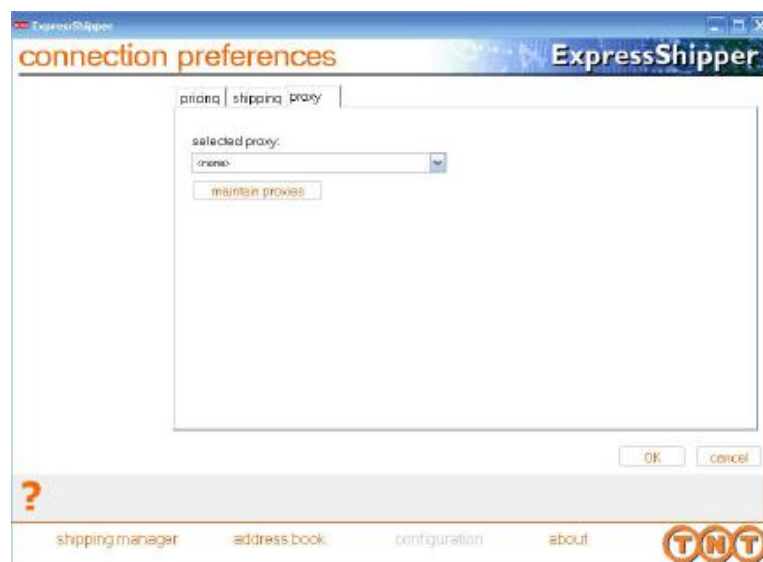 ExpressShipper
connection preferences
ExpressShipper
pricing shipping proxy
selected proxy:
<none>
maintain proxies
OK cancel
?
shipping manager address book configuration about
TNT